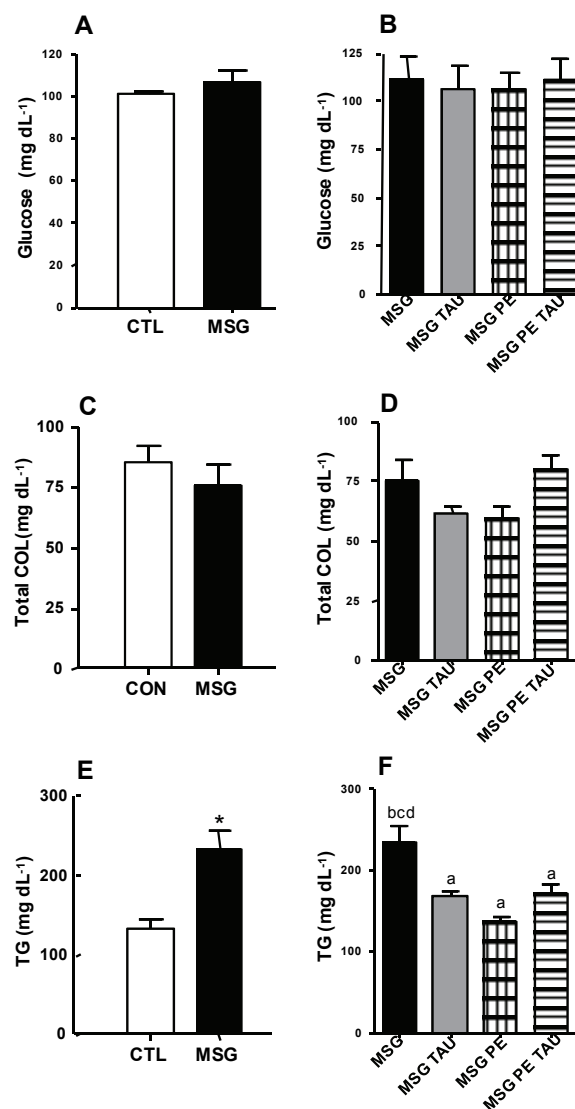 A
Glucose (mg dL-1)
120
100
80
60
40
20
0
CTL MSG
B
Glucose (mg dL-1)
125
100
75
50
25
0
MSG
MSG TAU
MSG PE
MSG PE TAU
C
Total COL(mg dL-1)
100
75
50
25
0
CON MSG
D
Total COL (mg dL-1)
100
75
50
25
0
MSG
MSG TAU
MSG PE
MSG PE TAU
E
TG (mg dL-1)
300
200
100
0
*
CTL MSG
F
TG (mg dL-1)
300
200
100
0
bcd
a
a
a
MSG
MSG TAU
MSG PE
MSG PE TAU